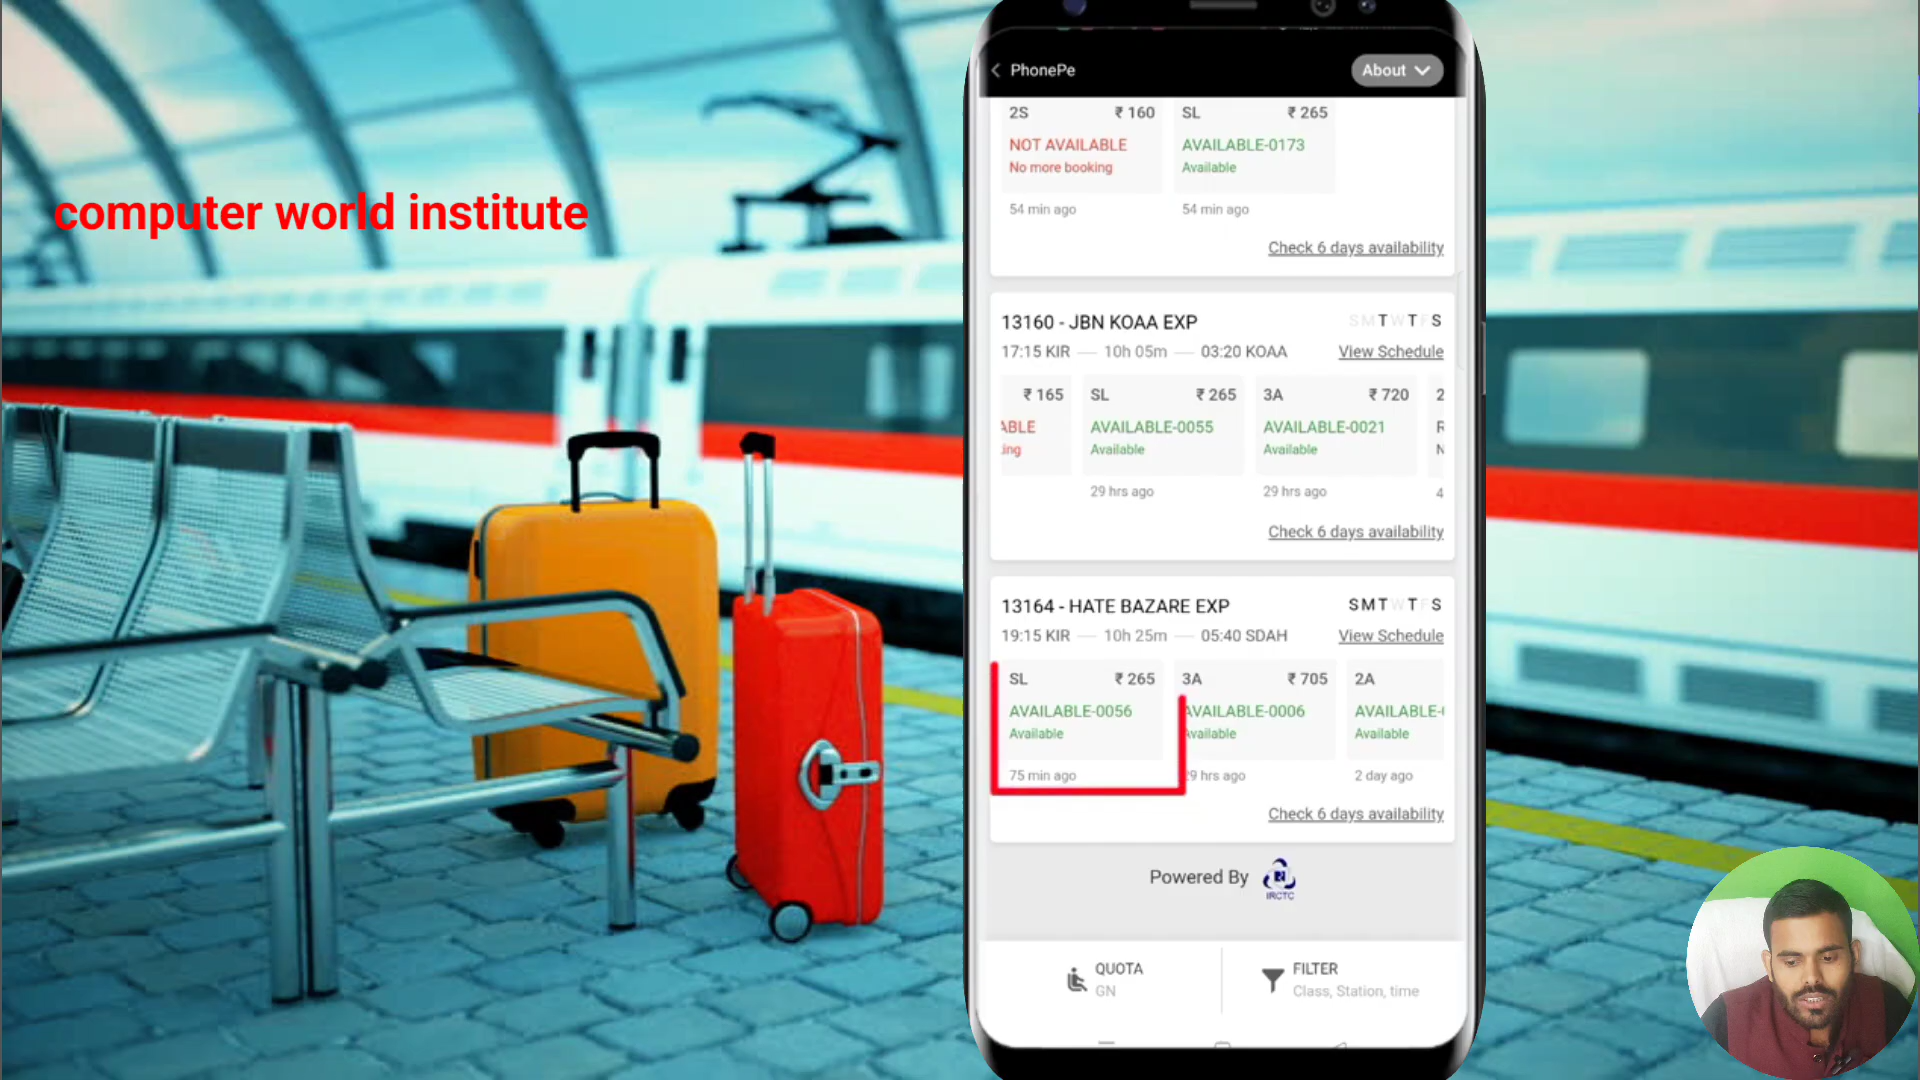 computer world institute
PhonePe
About
2S ₹ 160 SL ₹ 265
NOT AVAILABLE AVAILABLE-0173
No more booking Available
54 min ago 54 min ago
Check 6 days availability
13160 - JBN KOAA EXP SMTWTFS
17:15 KIR — 10h 05m — 03:20 KOAA View Schedule
₹ 165 SL ₹ 265 3A ₹ 720 2
ABLE AVAILABLE-0055 AVAILABLE-0021 R
ing Available Available N
29 hrs ago 29 hrs ago 4
Check 6 days availability
13164 - HATE BAZARE EXP SMTWTFS
19:15 KIR — 10h 25m — 05:40 SDAH View Schedule
SL ₹ 265 3A ₹ 705 2A
AVAILABLE-0056 AVAILABLE-0006 AVAILABLE-
Available Available Available
75 min ago 29 hrs ago 2 day ago
Check 6 days availability
Powered By
IRCTC
QUOTA FILTER
GN Class, Station, time